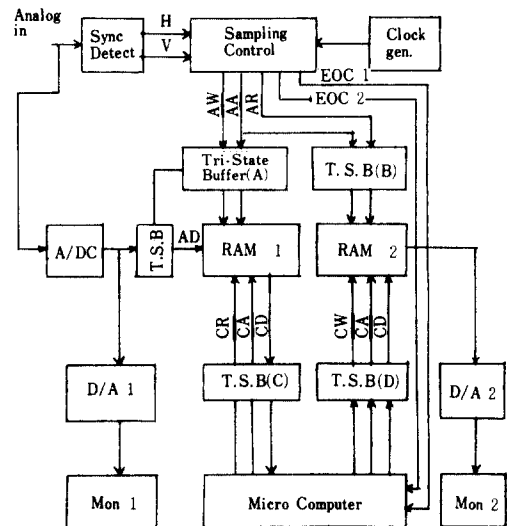 Analog
in
Sync
Detect
H
V
Sampling
Control
Clock
gen.
EOC 1
EOC 2
AW
AA
AR
Tri-State
Buffer(A)
T. S. B(B)
A/DC
T.S.B
AD
RAM 1
RAM 2
CR
CA
CD
CW
CA
CD
T.S.B(C)
T.S.B(D)
D/A 1
D/A 2
Mon 1
Micro Computer
Mon 2